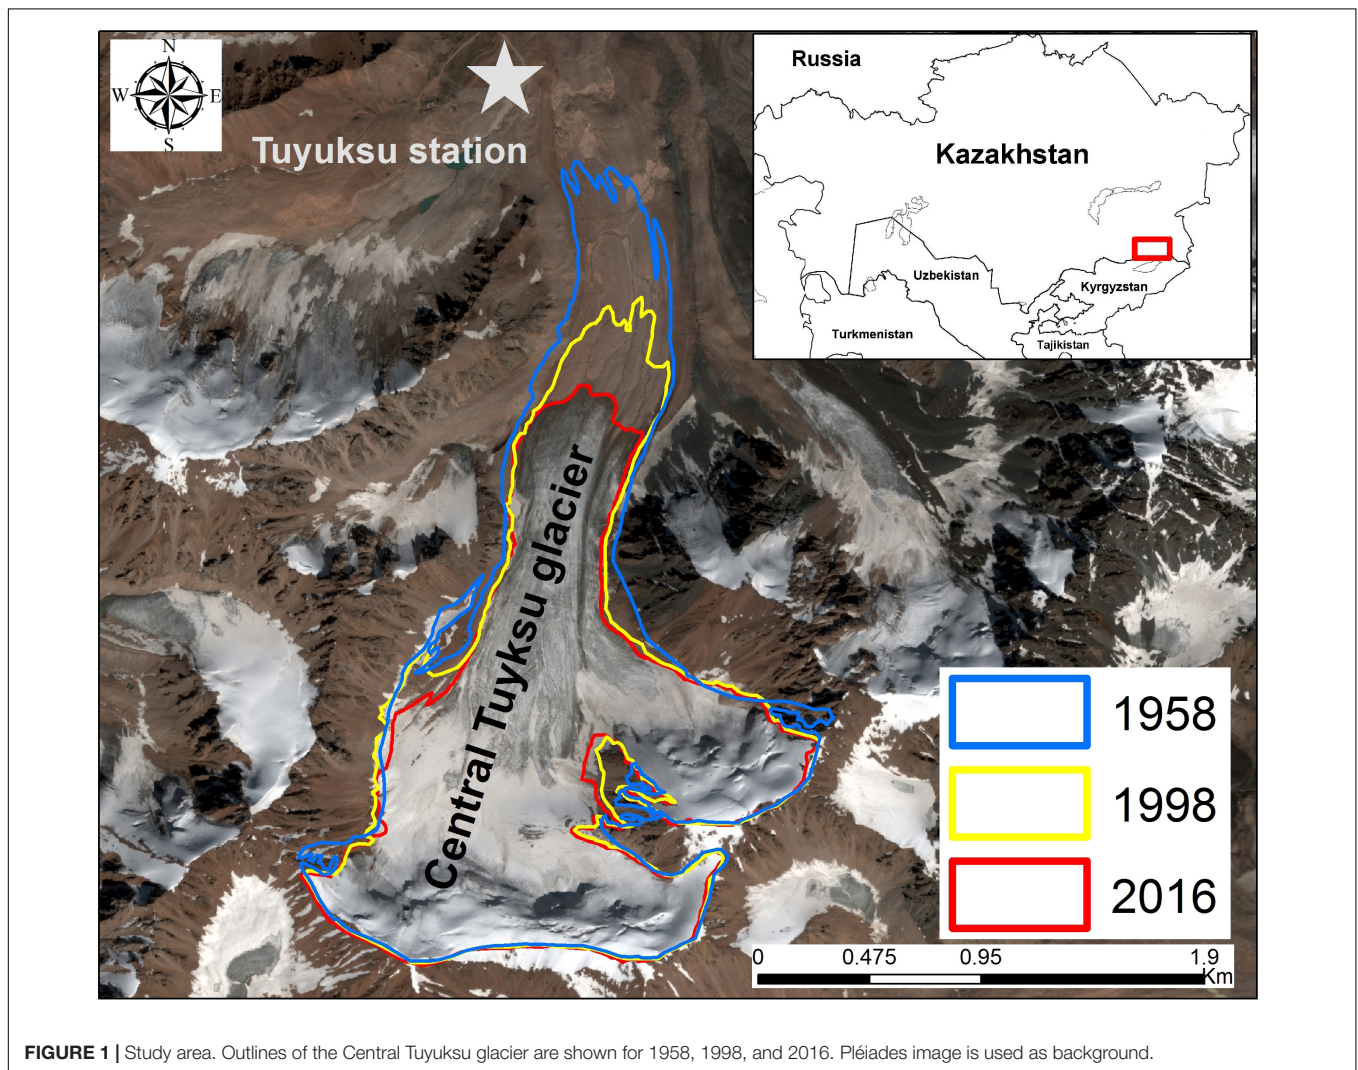 N
W E
S
Tuyuksu station
Russia
Kazakhstan
Uzbekistan
Kyrgyzstan
Turkmenistan
Tajikistan
Central Tuyksu glacier
1958
1998
2016
0 0.475 0.95 1.9
Km
FIGURE 1 | Study area. Outlines of the Central Tuyuksu glacier are shown for 1958, 1998, and 2016. Pléiades image is used as background.